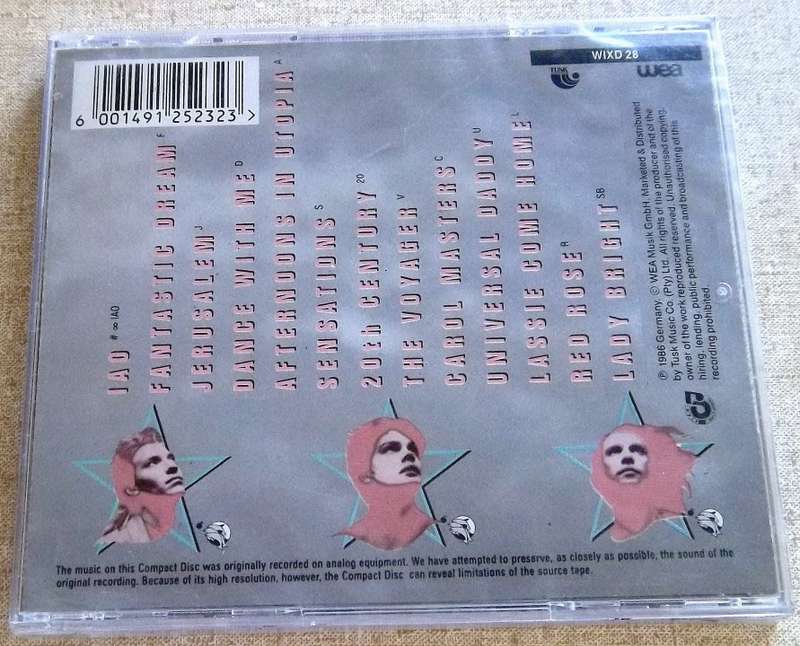 WIXD 28
TUSK
wea
6 001491 252323 >
IAO # ∞ IAO
FANTASTIC DREAM F
JERUSALEM J
DANCE WITH ME D
AFTERNOONS IN UTOPIA A
SENSATIONS S
20th CENTURY 20
THE VOYAGER V
CAROL MASTERS C
UNIVERSAL DADDY U
LASSIE COME HOME L
RED ROSE R
LADY BRIGHT SB
℗ 1986 Germany. © WEA Musik GmbH. Marketed & Distributed
by Tusk Music Co. (Pty) Ltd. All rights of the producer and of the
owner of the work reproduced reserved. Unauthorised copying,
hiring, lending, public performance and broadcasting of this
recording prohibited.
The music on this Compact Disc was originally recorded on analog equipment. We have attempted to preserve, as closely as possible, the sound of the
original recording. Because of its high resolution, however, the Compact Disc can reveal limitations of the source tape.